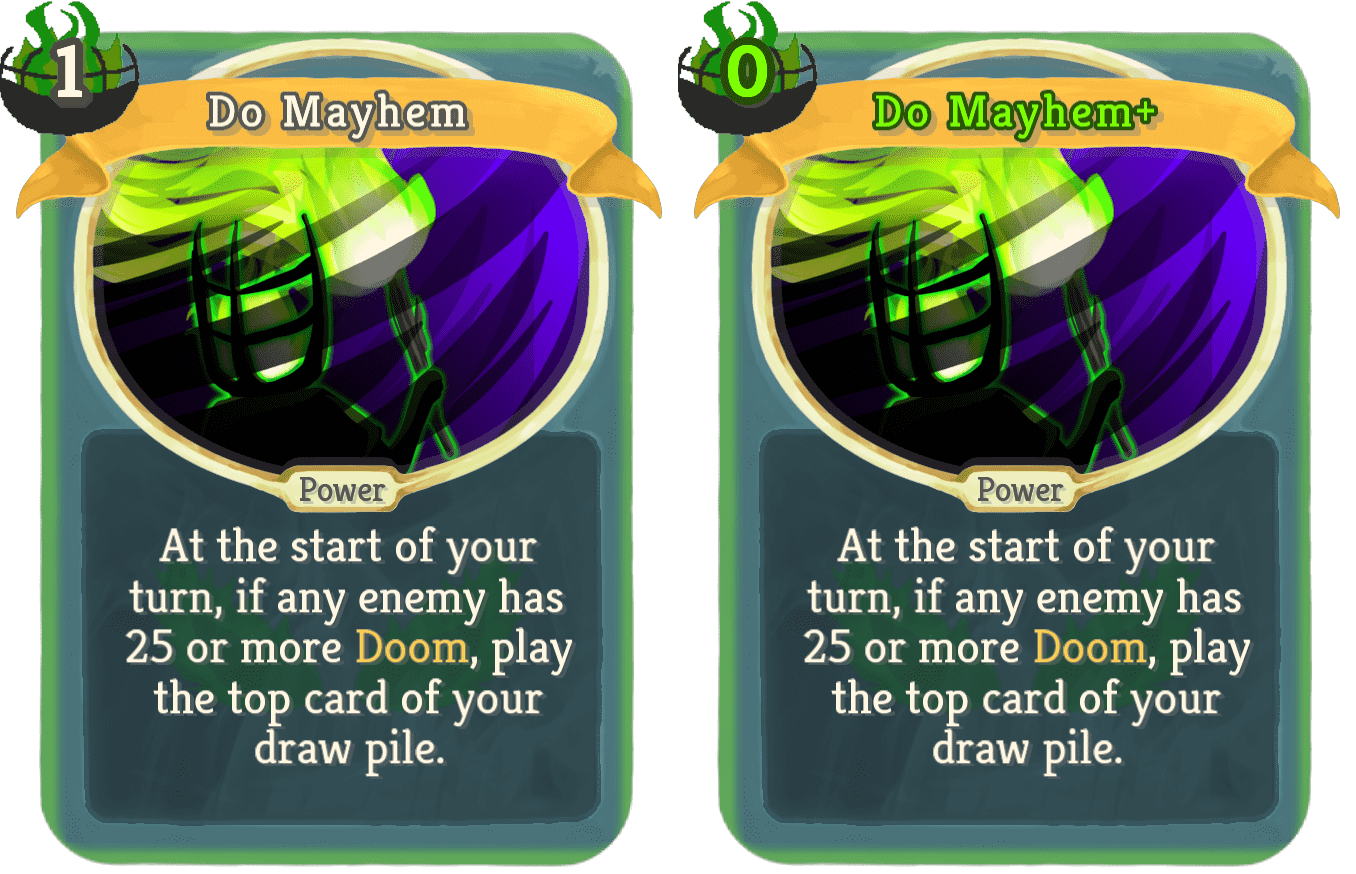 1
Do Mayhem
Power
At the start of your
turn, if any enemy has
25 or more Doom, play
the top card of your
draw pile.
0
Do Mayhem+
Power
At the start of your
turn, if any enemy has
25 or more Doom, play
the top card of your
draw pile.